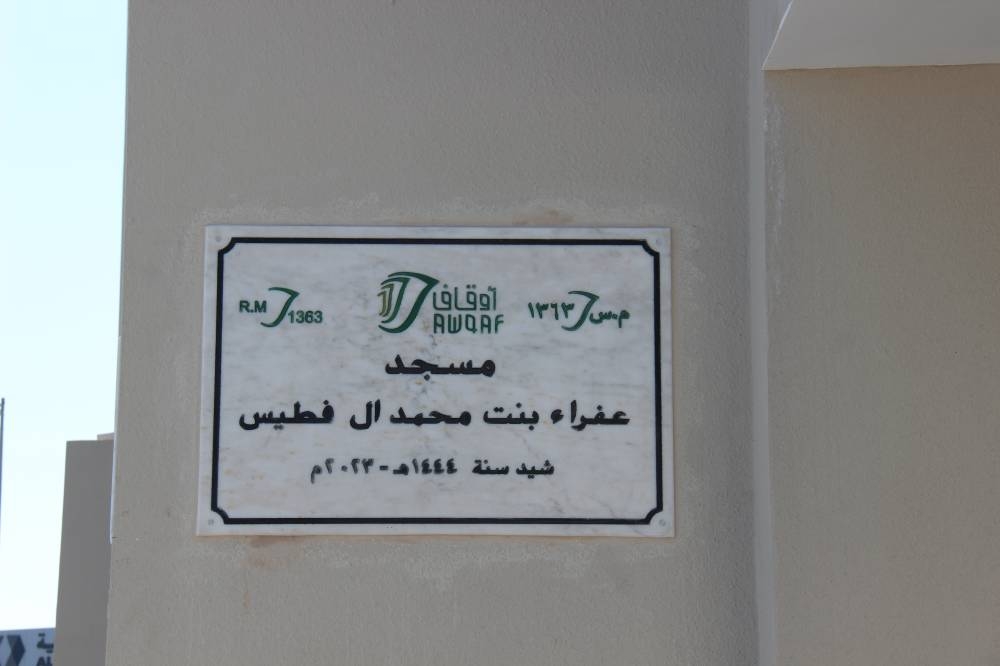 م.س ١٣٦٣ أوقاف R.M 1363
AWQAF
مسجد
عفراء بنت محمد ال فطيس
شيد سنة ١٤٤٤هـ - ٢٠٢٣م